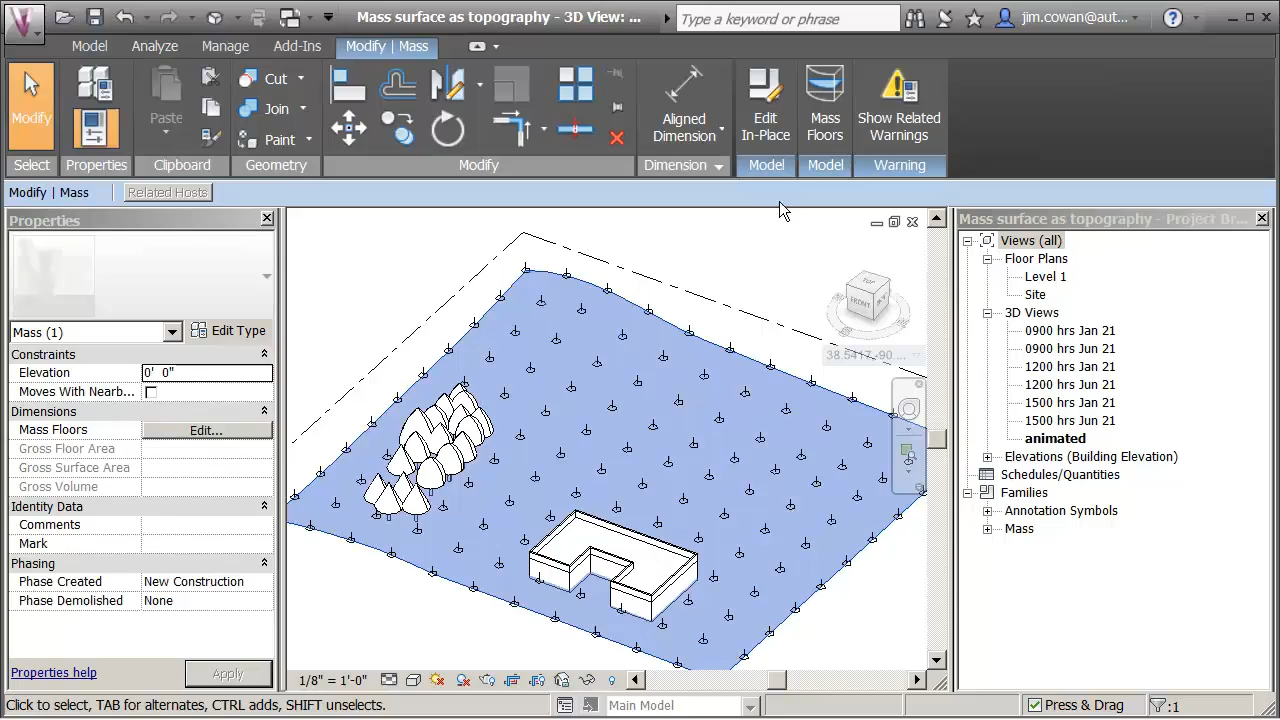 Mass surface as topography - 3D View: ...
Type a keyword or phrase
jim.cowan@aut...
Model
Analyze
Manage
Add-Ins
Modify | Mass
Modify
Paste
Cut
Join
Paint
Aligned
Dimension
Edit
In-Place
Mass
Floors
Show Related
Warnings
Select
Properties
Clipboard
Geometry
Modify
Dimension
Model
Model
Warning
Modify | Mass
Related Hosts
Properties
Mass (1)
Edit Type
Constraints
Elevation
0' 0"
Moves With Nearb...
Dimensions
Mass Floors
Edit...
Gross Floor Area
Gross Surface Area
Gross Volume
Identity Data
Comments
Mark
Phasing
Phase Created
New Construction
Phase Demolished
None
Properties help
Apply
TOP
FRONT
38.5417,-90....
1/8" = 1'-0"
Mass surface as topography - Project Br...
Views (all)
Floor Plans
Level 1
Site
3D Views
0900 hrs Jan 21
0900 hrs Jun 21
1200 hrs Jan 21
1200 hrs Jun 21
1500 hrs Jan 21
1500 hrs Jun 21
animated
Elevations (Building Elevation)
Schedules/Quantities
Families
Annotation Symbols
Mass
Click to select, TAB for alternates, CTRL adds, SHIFT unselects.
Main Model
Press & Drag
:1